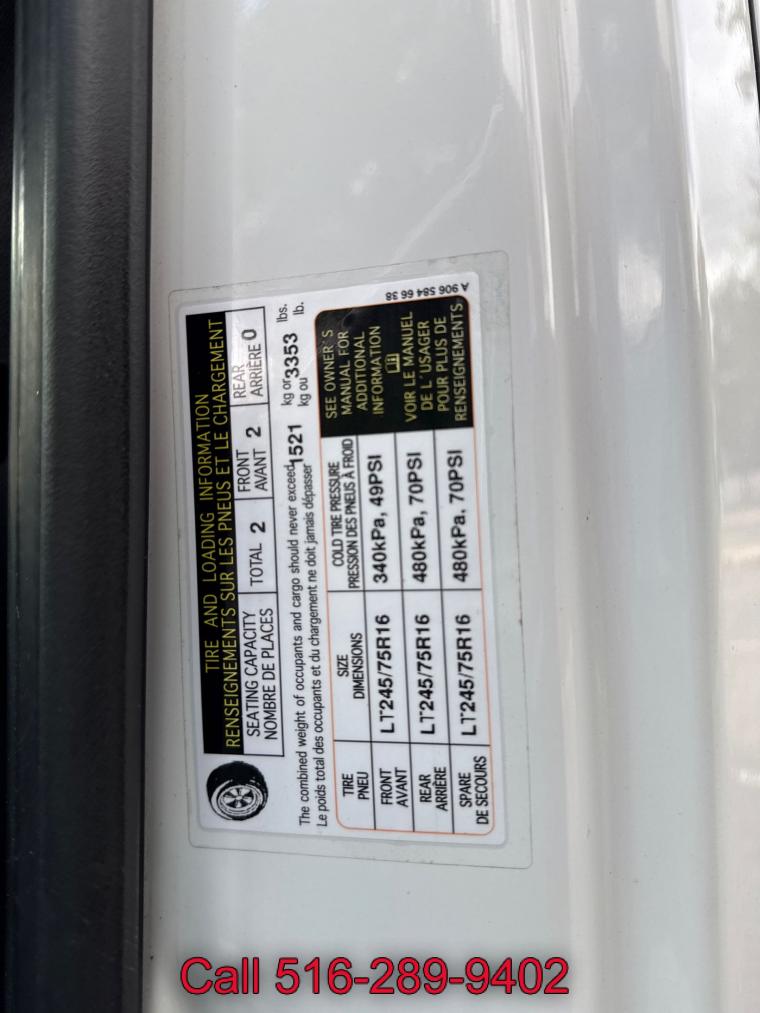 TIRE AND LOADING INFORMATION
RENSEIGNEMENTS SUR LES PNEUS ET LE CHARGEMENT
SEATING CAPACITY
NOMBRE DE PLACES
TOTAL 2
FRONT
AVANT 2
REAR
ARRIÈRE 0
The combined weight of occupants and cargo should never exceed 1521 kg or 3353 lbs.
Le poids total des occupants et du chargement ne doit jamais dépasser kg ou lb.
TIRE
PNEU
SIZE
DIMENSIONS
COLD TIRE PRESSURE
PRESSION DES PNEUS À FROID
FRONT
AVANT
LT245/75R16
340kPa, 49PSI
REAR
ARRIÈRE
LT245/75R16
480kPa, 70PSI
SPARE
DE SECOURS
LT245/75R16
480kPa, 70PSI
SEE OWNER'S
MANUAL FOR
ADDITIONAL
INFORMATION
VOIR LE MANUEL
DE L'USAGER
POUR PLUS DE
RENSEIGNEMENTS
A 906 584 66 38
Call 516-289-9402